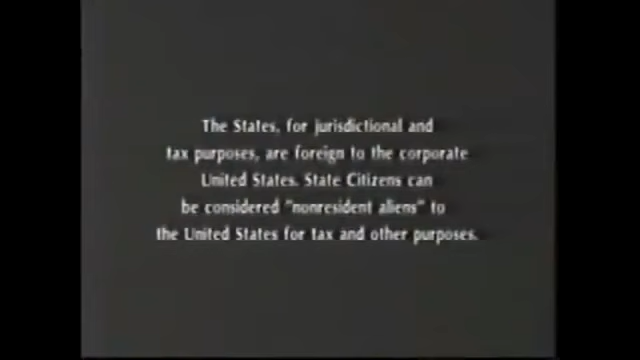 The States, for jurisdictional and
tax purposes, are foreign to the corporate
United States. State Citizens can
be considered "nonresident aliens" to
the United States for tax and other purposes.